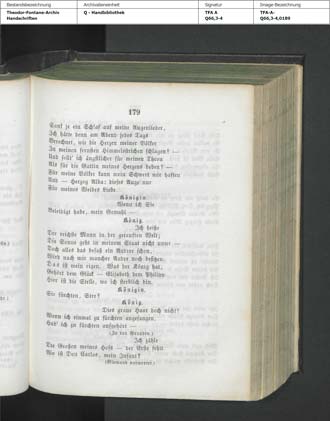 Bestandsbezeichnung
Theodor-Fontane-Archiv
Handschriften
Archivaleinheit
Q - Handbibliothek
Signatur
TFA A
Q66,3-4
Image-Bezeichnung
TFA-A-
Q66,3-4,0189
179
Sank je ein Schlaf auf meine Augenlieder,
Ich hätte denn am Abend jedes Tags
Berechnet, wie die Herzen meiner Völker
In meinen fernsten Himmelsstrichen schlagen? —
Und sollt' ich ängstlicher für meinen Thron
Als für die Gattin meines Herzens beben? —
Für meine Völker kann mein Schwert mir haften
Und — Herzog Alba: dieses Auge nur
Für meines Weibes Liebe.
Königin.
Wenn ich Sie
Beleidigt habe, mein Gemahl —
König.
Ich heiße
Der reichste Mann in der getauften Welt;
Die Sonne geht in meinem Staat nicht unter —
Doch alles das besaß ein Andrer schon,
Wird nach mir mancher Andre noch besitzen.
Das ist mein eigen. Was der König hat,
Gehört dem Glück — Elisabeth dem Philipp.
Hier ist die Stelle, wo ich sterblich bin.
Königin.
Sie fürchten, Sire?
König.
Dies graue Haar doch nicht?
Wenn ich einmal zu fürchten angefangen,
Hab' ich zu fürchten aufgehört —
(Zu den Granden.)
Ich zähle
Die Großen meines Hofs — der Erste fehlt.
Wo ist Don Carlos, mein Infant?
(Niemand antwortet.)